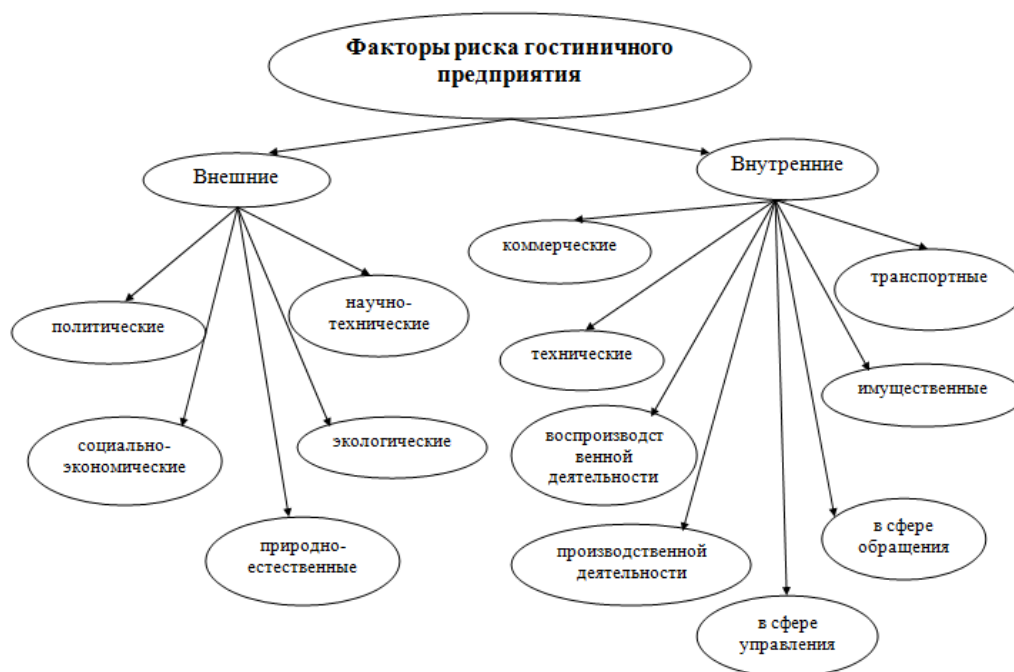 Факторы риска гостиничного
предприятия
Внешние
Внутренние
коммерческие
транспортные
научно-
технические
политические
технические
имущественные
социально-
экономические
экологические
воспроизводст
венной
деятельности
природно-
естественные
производственной
деятельности
в сфере
обращения
в сфере
управления